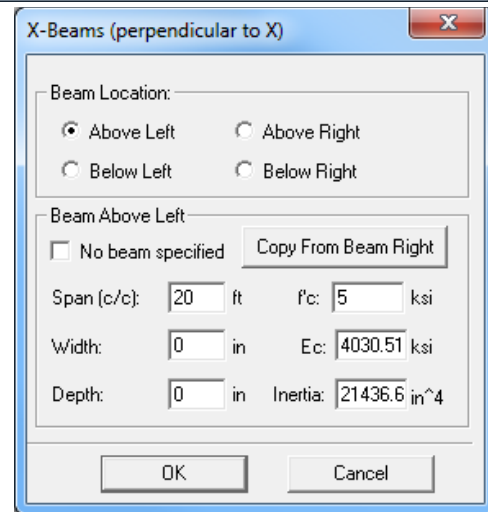 X-Beams (perpendicular to X)
Beam Location:
Above Left Above Right
Below Left Below Right
Beam Above Left
No beam specified Copy From Beam Right
Span (c/c): 20 ft f'c: 5 ksi
Width: 0 in Ec: 4030.51 ksi
Depth: 0 in Inertia: 21436.6 in^4
OK Cancel